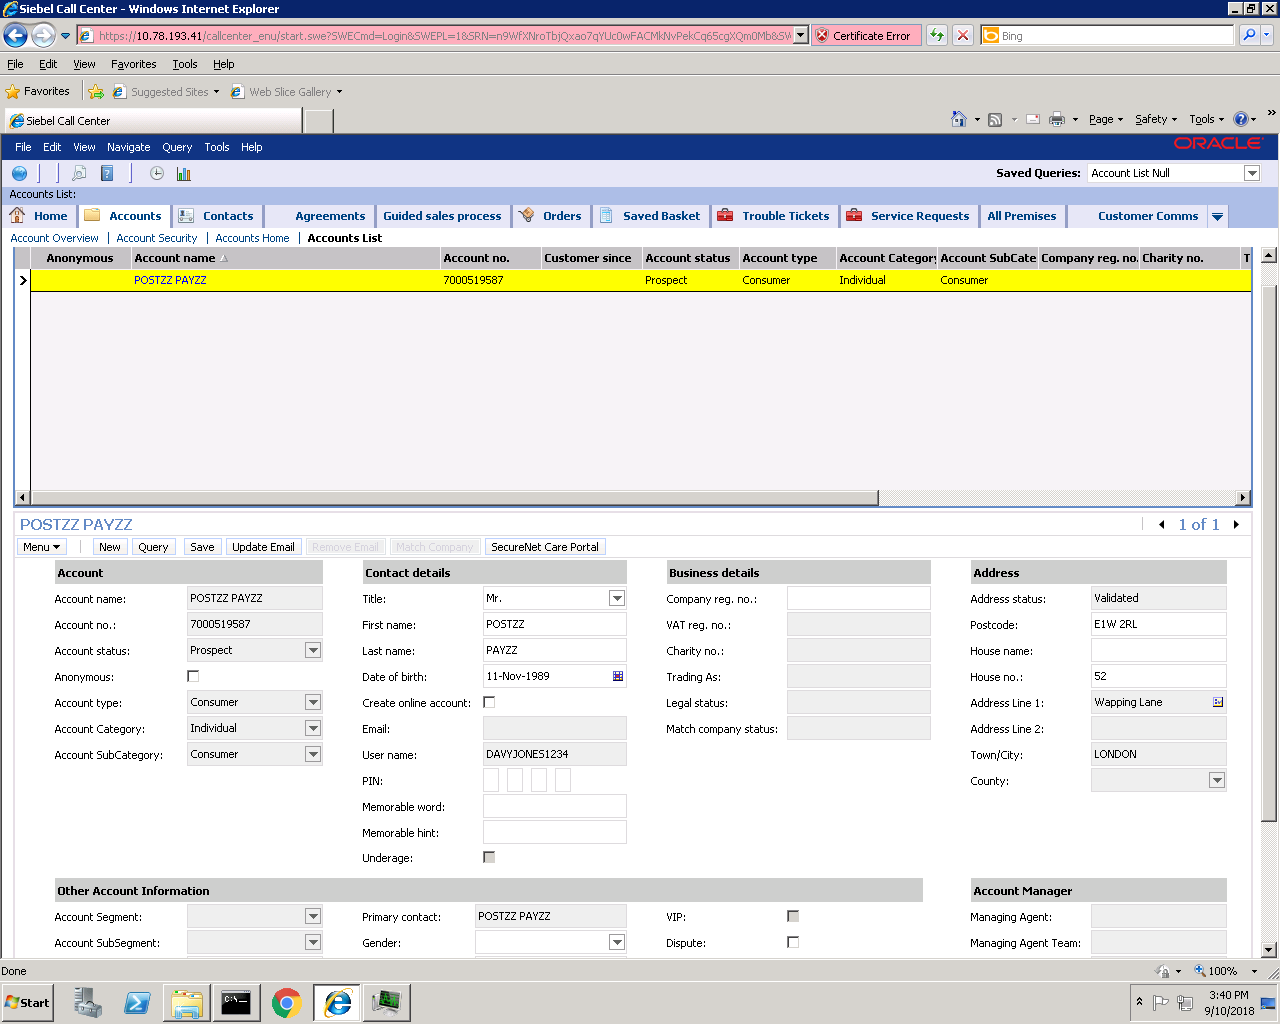 Siebel Call Center - Windows Internet Explorer
https://10.78.193.41/callcenter_enu/start.swe?SWECmd=Login&SWEPL=1&SRN=n9WfXNroTbjQxao7qYUc0wFACMkNvPekCq65cgXQm0Mb&SW Certificate Error Bing
File Edit View Favorites Tools Help
Favorites Suggested Sites Web Slice Gallery
Siebel Call Center Page Safety Tools
File Edit View Navigate Query Tools Help ORACLE
Saved Queries: Account List Null
Accounts List:
Home Accounts Contacts Agreements Guided sales process Orders Saved Basket Trouble Tickets Service Requests All Premises Customer Comms
Account Overview Account Security Accounts Home Accounts List
Anonymous Account name Account no. Customer since Account status Account type Account Category Account SubCate Company reg. no. Charity no. T
POSTZZ PAYZZ 7000519587 Prospect Consumer Individual Consumer
POSTZZ PAYZZ 1 of 1
Menu New Query Save Update Email Remove Email Match Company SecureNet Care Portal
Account Contact details Business details Address
Account name: POSTZZ PAYZZ Title: Mr. Company reg. no.: Address status: Validated
Account no.: 7000519587 First name: POSTZZ VAT reg. no.: Postcode: E1W 2RL
Account status: Prospect Last name: PAYZZ Charity no.: House name:
Anonymous: Date of birth: 11-Nov-1989 Trading As: House no.: 52
Account type: Consumer Create online account: Legal status: Address Line 1: Wapping Lane
Account Category: Individual Email: Match company status: Address Line 2:
Account SubCategory: Consumer User name: DAVYJONES1234 Town/City: LONDON
PIN: County:
Memorable word:
Memorable hint:
Underage:
Other Account Information Account Manager
Account Segment: Primary contact: POSTZZ PAYZZ VIP: Managing Agent:
Account SubSegment: Gender: Dispute: Managing Agent Team:
Done 100%
Start 3:40 PM
9/10/2018